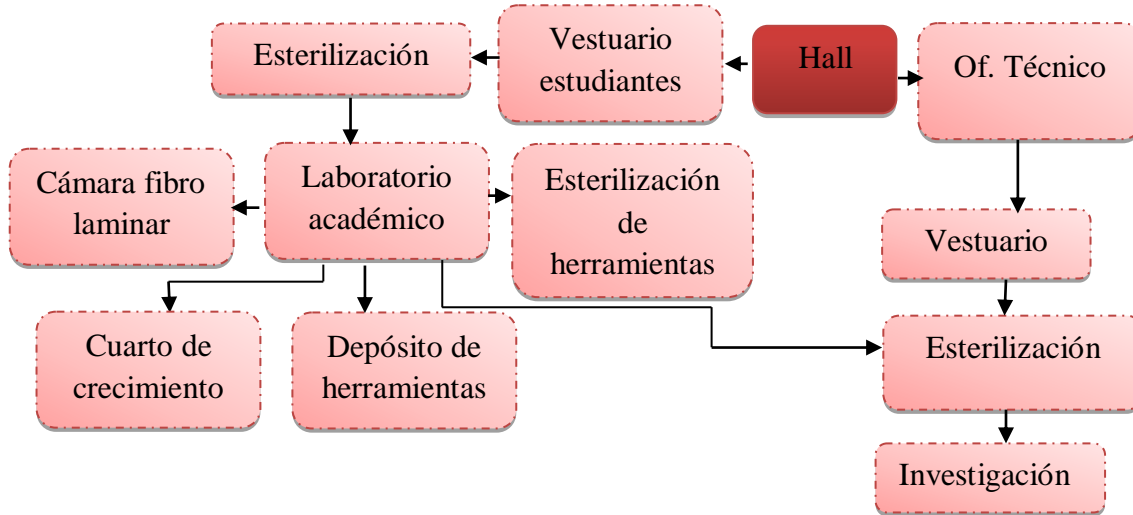 Esterilización
Vestuario
estudiantes
Hall
Of. Técnico
Cámara fibro
laminar
Laboratorio
académico
Esterilización
de
herramientas
Vestuario
Cuarto de
crecimiento
Depósito de
herramientas
Esterilización
Investigación